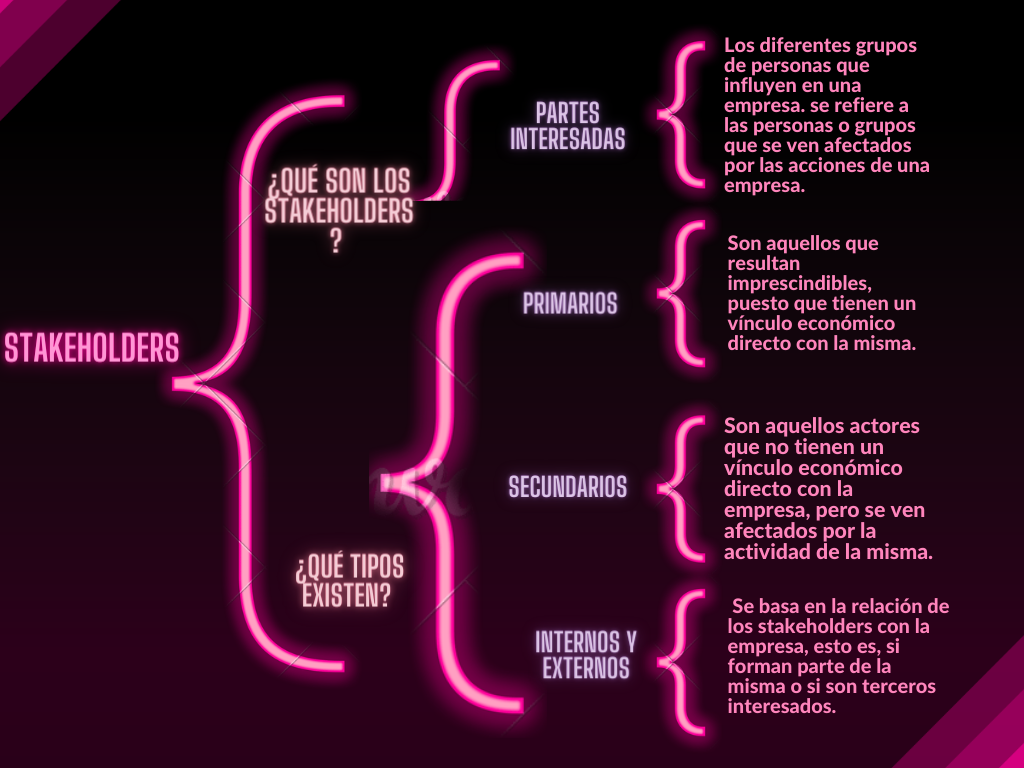 STAKEHOLDERS
¿QUÉ SON LOS
STAKEHOLDERS
?
PARTES
INTERESADAS
Los diferentes grupos
de personas que
influyen en una
empresa. se refiere a
las personas o grupos
que se ven afectados
por las acciones de una
empresa.
¿QUÉ TIPOS
EXISTEN?
PRIMARIOS
Son aquellos que
resultan
imprescindibles,
puesto que tienen un
vínculo económico
directo con la misma.
SECUNDARIOS
Son aquellos actores
que no tienen un
vínculo económico
directo con la
empresa, pero se ven
afectados por la
actividad de la misma.
INTERNOS Y
EXTERNOS
Se basa en la relación de
los stakeholders con la
empresa, esto es, si
forman parte de la
misma o si son terceros
interesados.